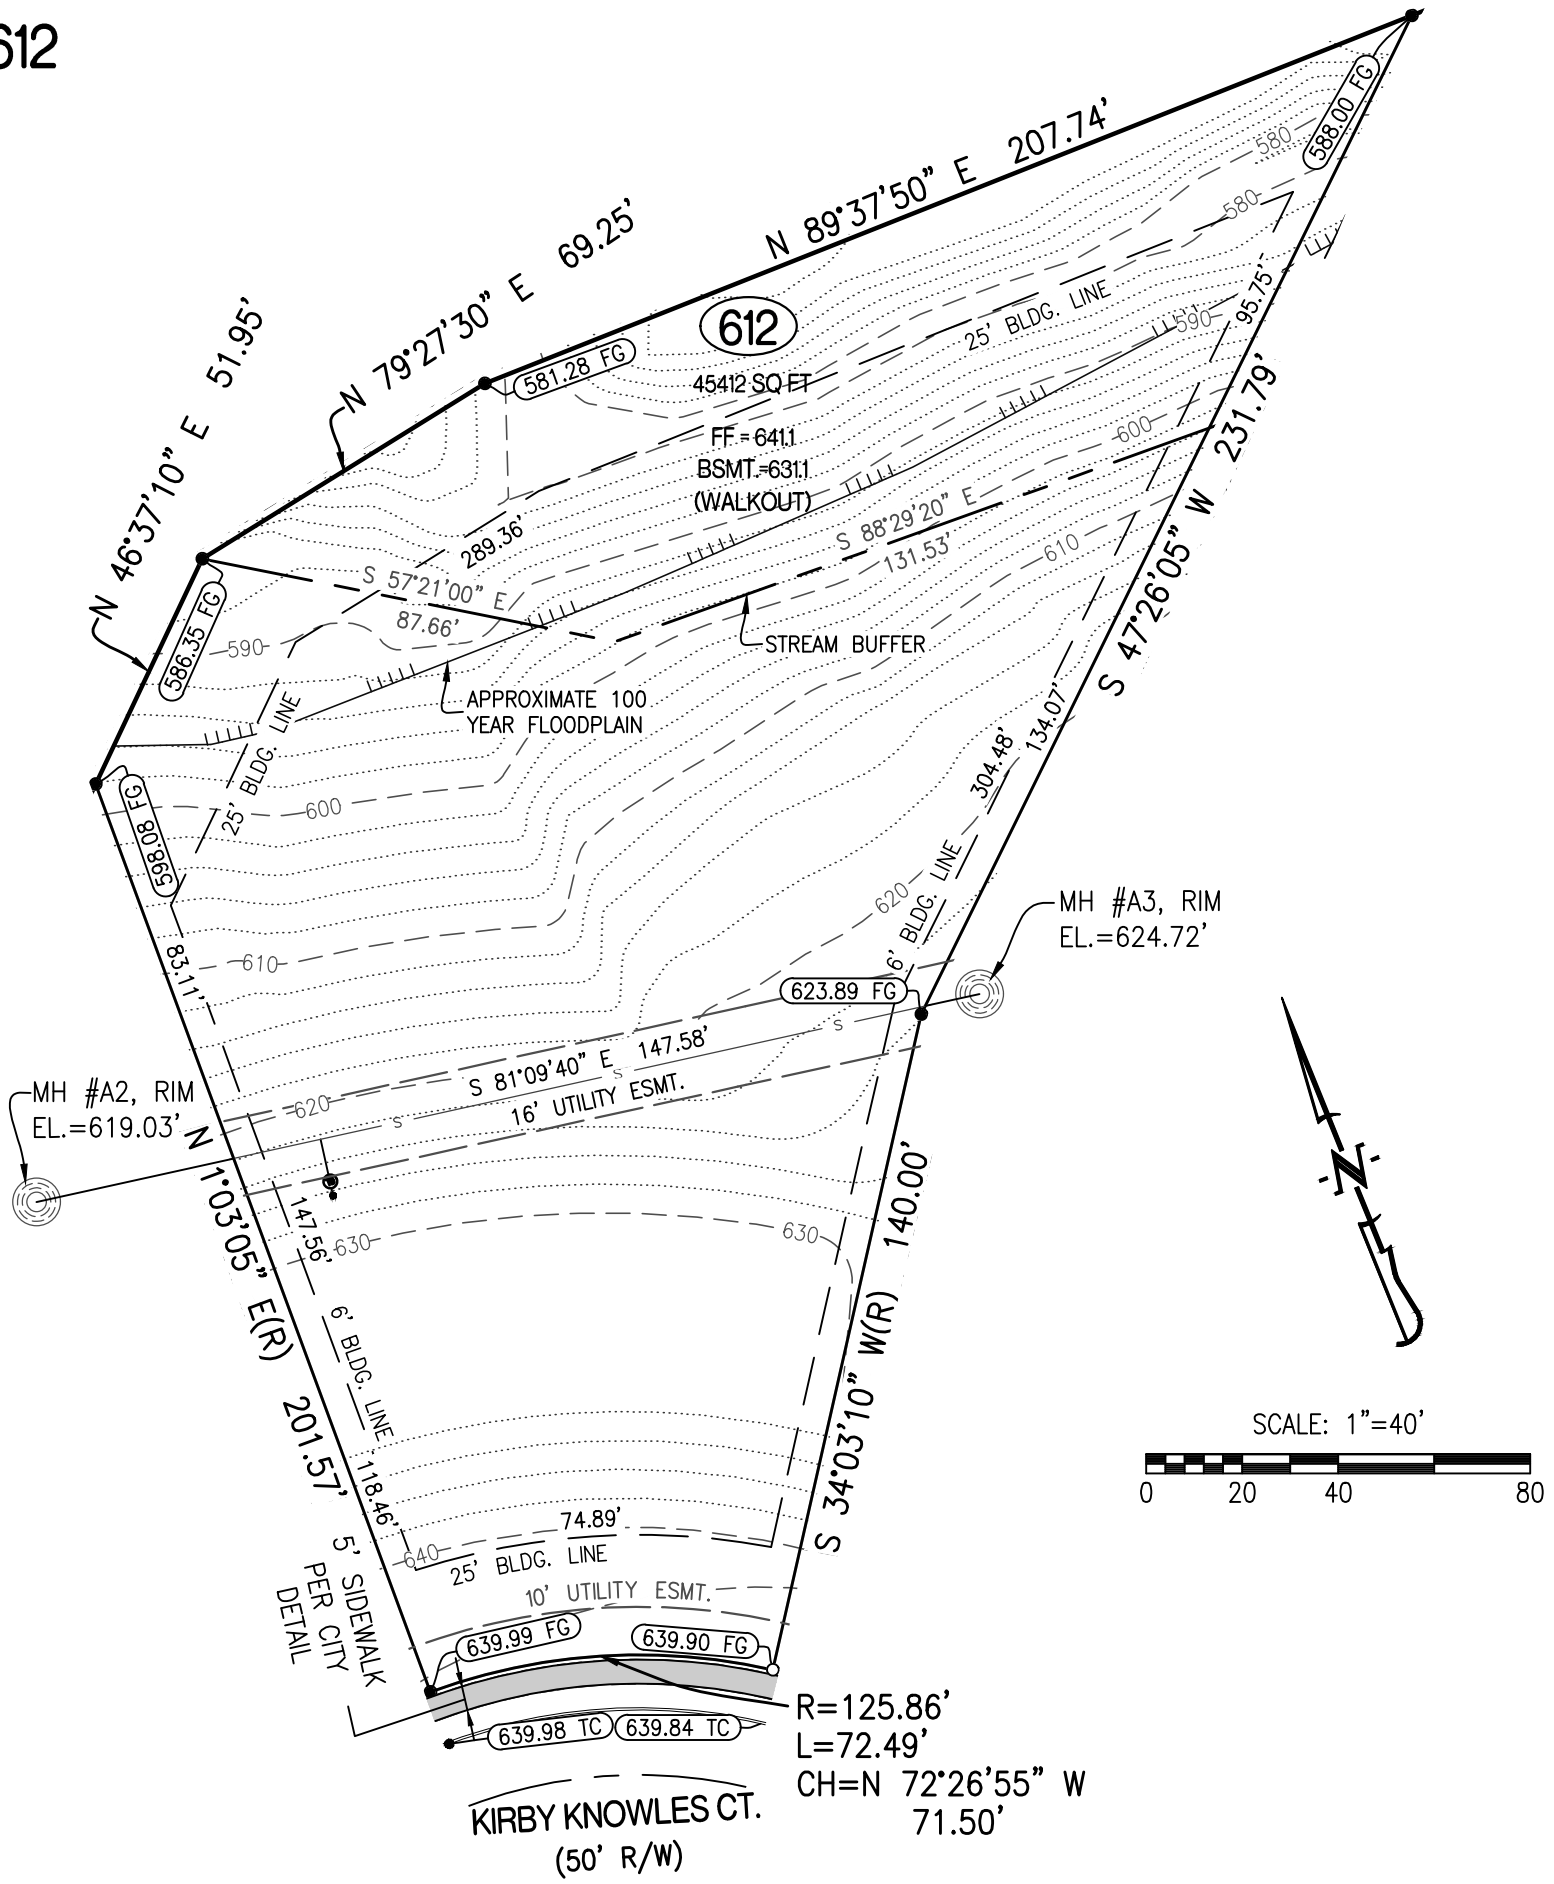 612
N 46°37'10" E 51.95'
N 79°27'30" E 69.25'
N 89°37'50" E 207.74'
588.00 FG
580
580
581.28 FG
612
45412 SQ FT
FF = 641.1
BSMT.=631.1
(WALKOUT)
25' BLDG. LINE
95.75'
590
600
S 47°26'05" W 231.79'
289.36'
S 88°29'20" E
131.53'
610
S 57°21'00" E
87.66'
586.35 FG
590
STREAM BUFFER
APPROXIMATE 100
YEAR FLOODPLAIN
25' BLDG. LINE
598.08 FG
600
304.48'
134.07'
6' BLDG. LINE
620
MH #A3, RIM
EL.=624.72'
623.89 FG
83.11'
610
S 81°09'40" E 147.58'
S
S
S
16' UTILITY ESMT.
620
MH #A2, RIM
EL.=619.03'
N 1°03'05" E(R) 201.57'
147.56'
630
630
S 34°03'10" W(R) 140.00'
6' BLDG. LINE
118.46'
N
SCALE: 1"=40'
0 20 40 80
74.89'
640
25' BLDG. LINE
10' UTILITY ESMT.
5' SIDEWALK
PER CITY
DETAIL
639.99 FG
639.90 FG
639.98 TC
639.84 TC
R=125.86'
L=72.49'
CH=N 72°26'55" W
71.50'
KIRBY KNOWLES CT.
(50' R/W)